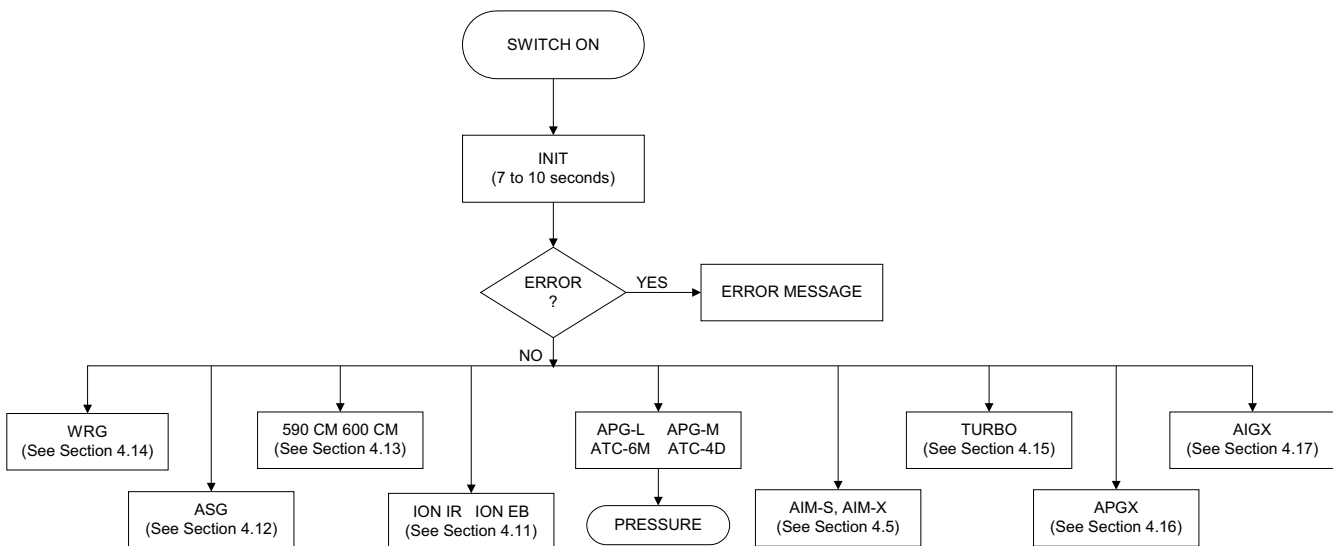 SWITCH ON
INIT
(7 to 10 seconds)
ERROR
?
YES
ERROR MESSAGE
NO
WRG
(See Section 4.14)
590 CM 600 CM
(See Section 4.13)
APG-L APG-M
ATC-6M ATC-4D
TURBO
(See Section 4.15)
AIGX
(See Section 4.17)
ASG
(See Section 4.12)
ION IR ION EB
(See Section 4.11)
PRESSURE
AIM-S, AIM-X
(See Section 4.5)
APGX
(See Section 4.16)